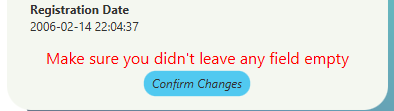 Registration Date
2006-02-14 22:04:37
Make sure you didn't leave any field empty
Confirm Changes